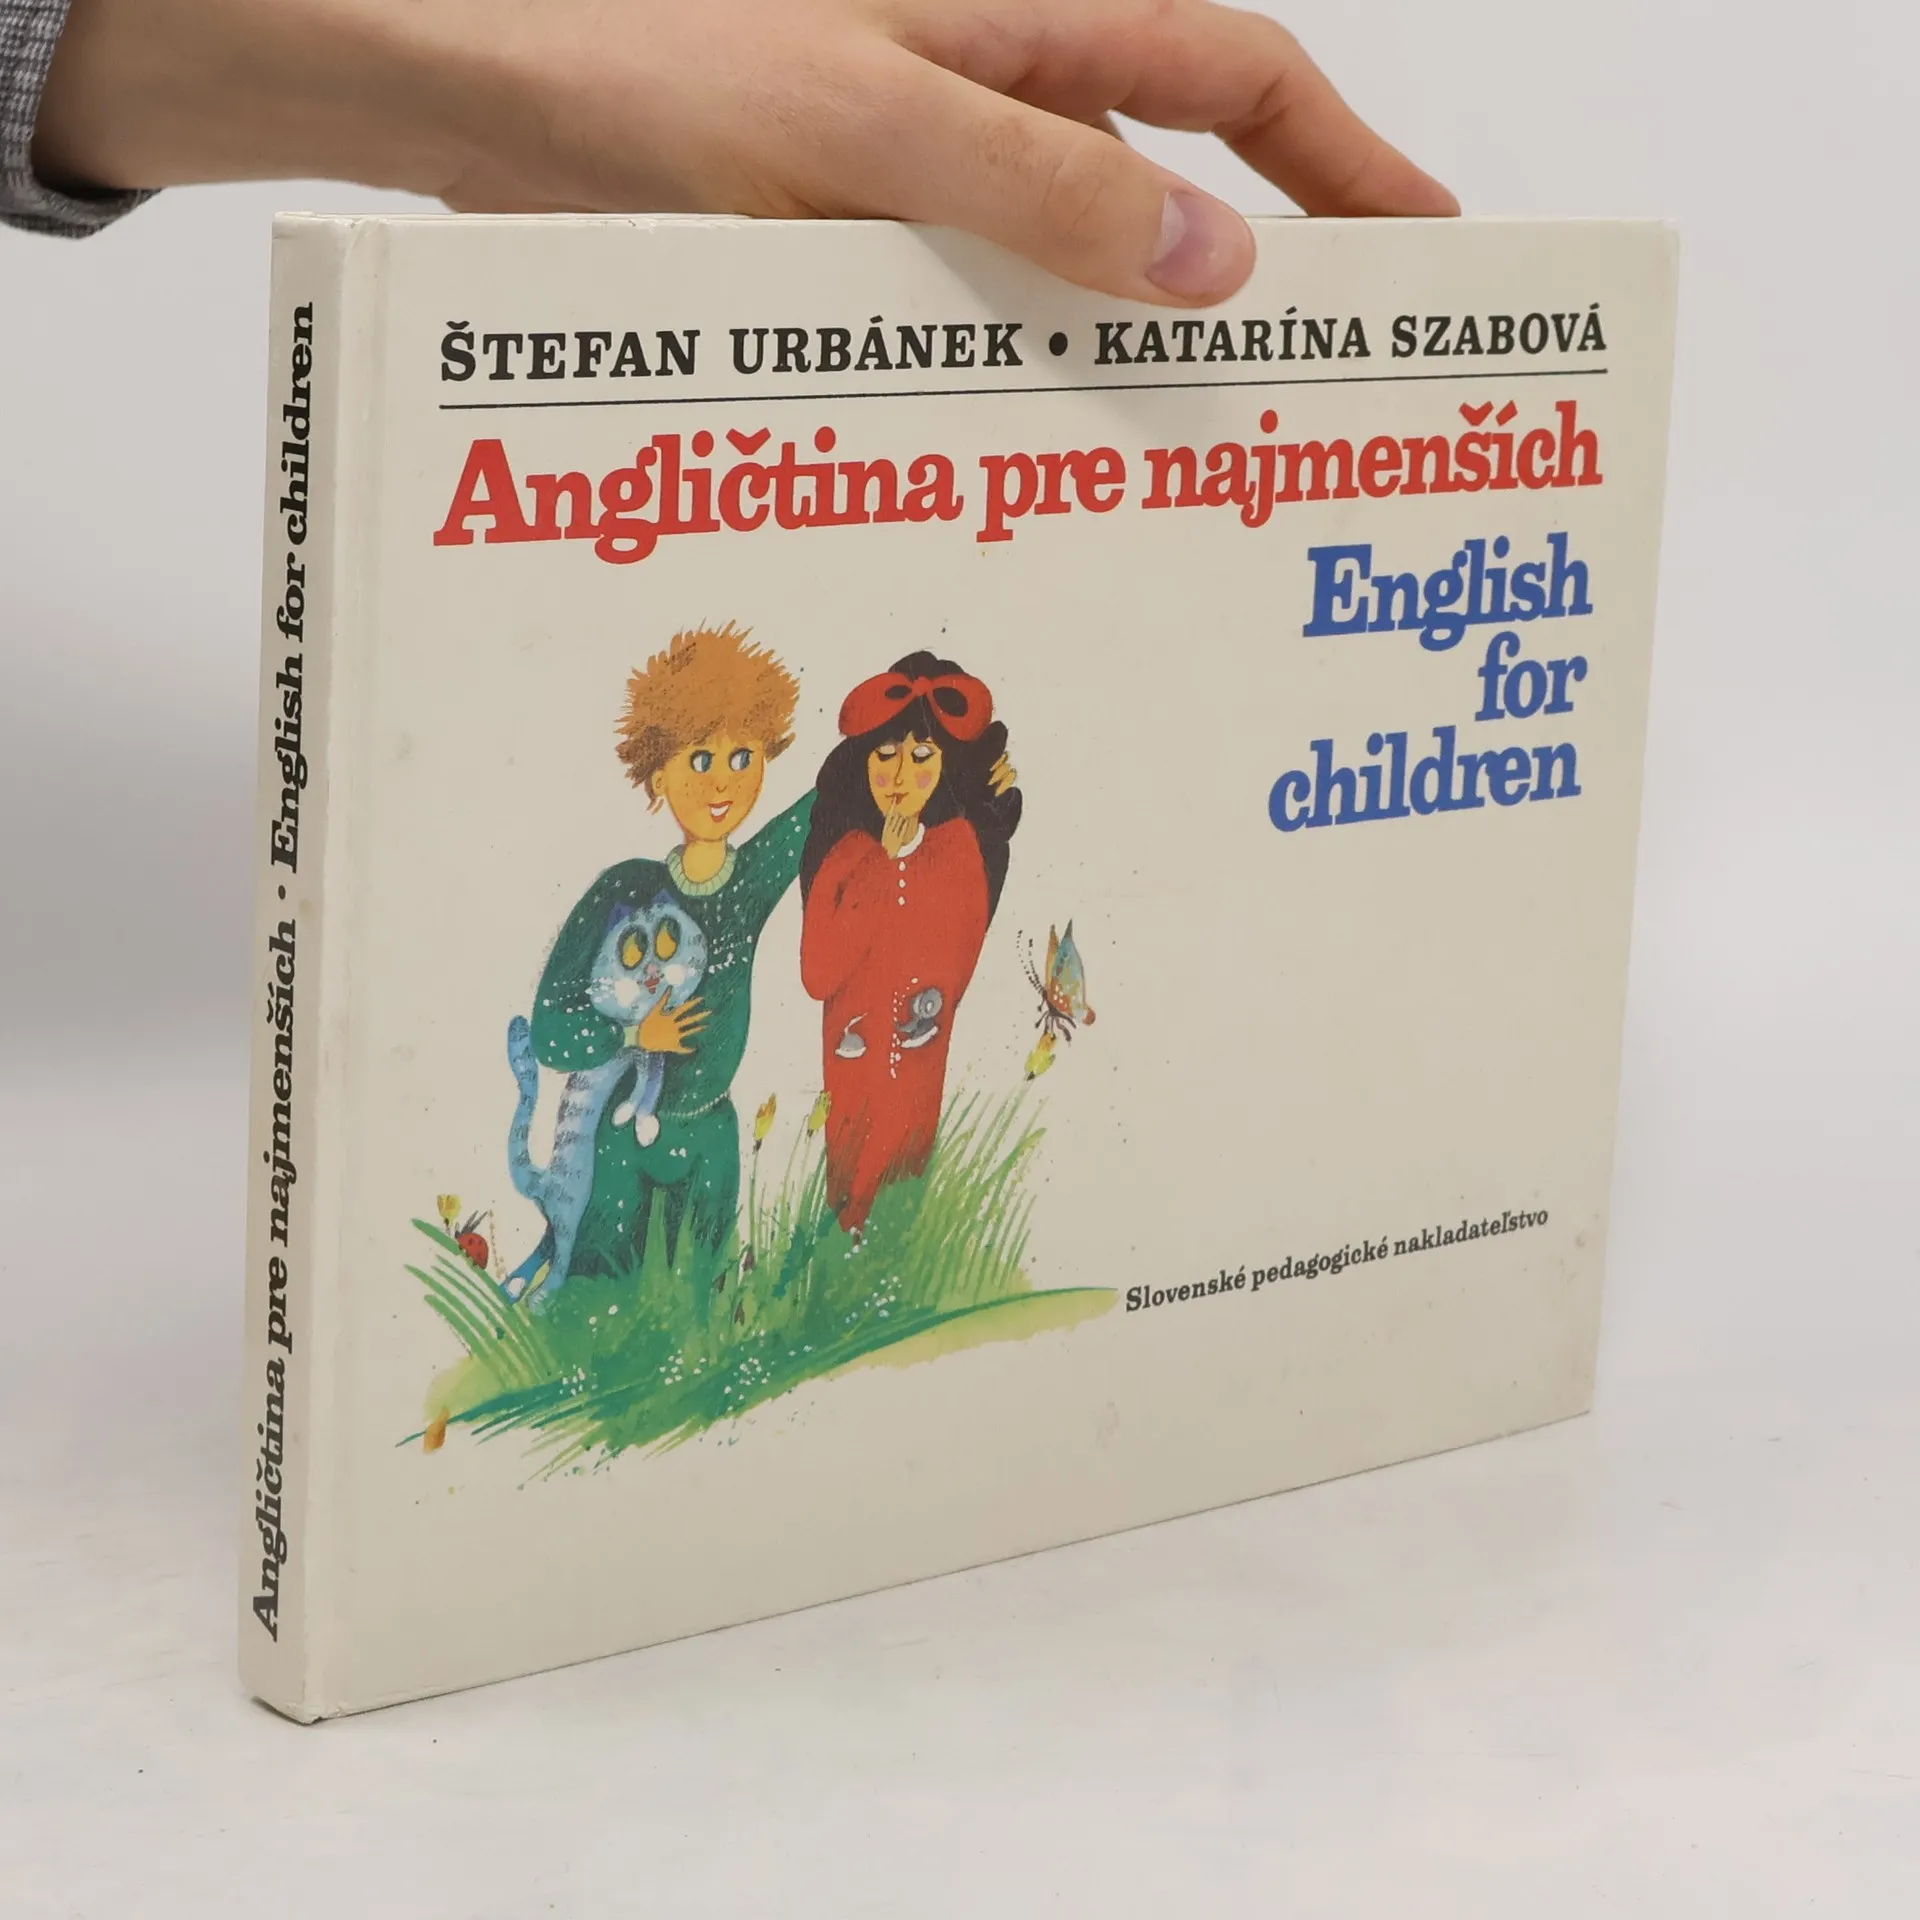 ŠTEFAN URBÁNEK • KATARÍNA SZABOVÁ
Angličtina pre najmenších
English
for
children
Slovenské pedagogické nakladateľstvo
Angličtina pre najmenších · English for children